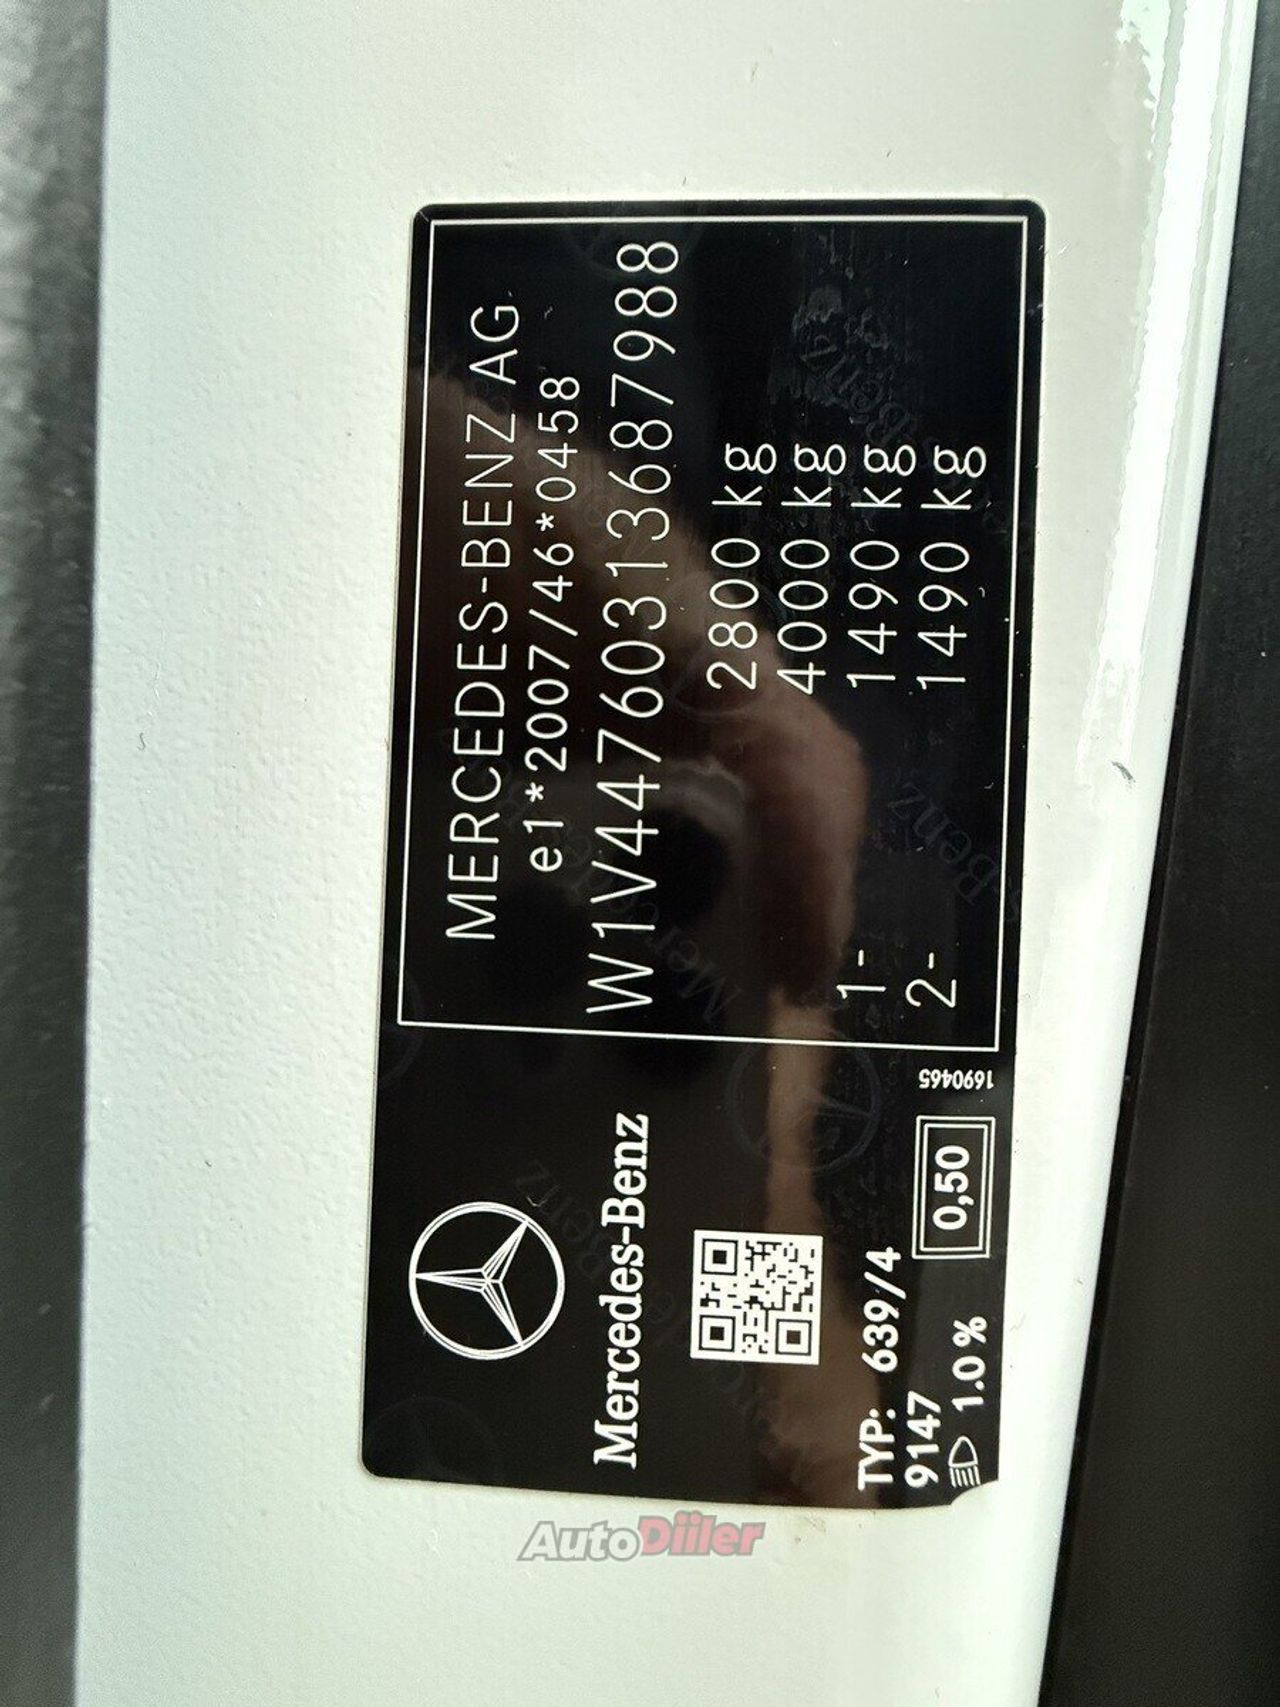 MERCEDES-BENZ AG
e1*2007/46*0458
W1V44760313687988
2800 kg
4000 kg
1- 1490 kg
2- 1490 kg
Mercedes-Benz
TYP: 639/4
9147
1.0 %
0,50
1690465
AutoDiiler